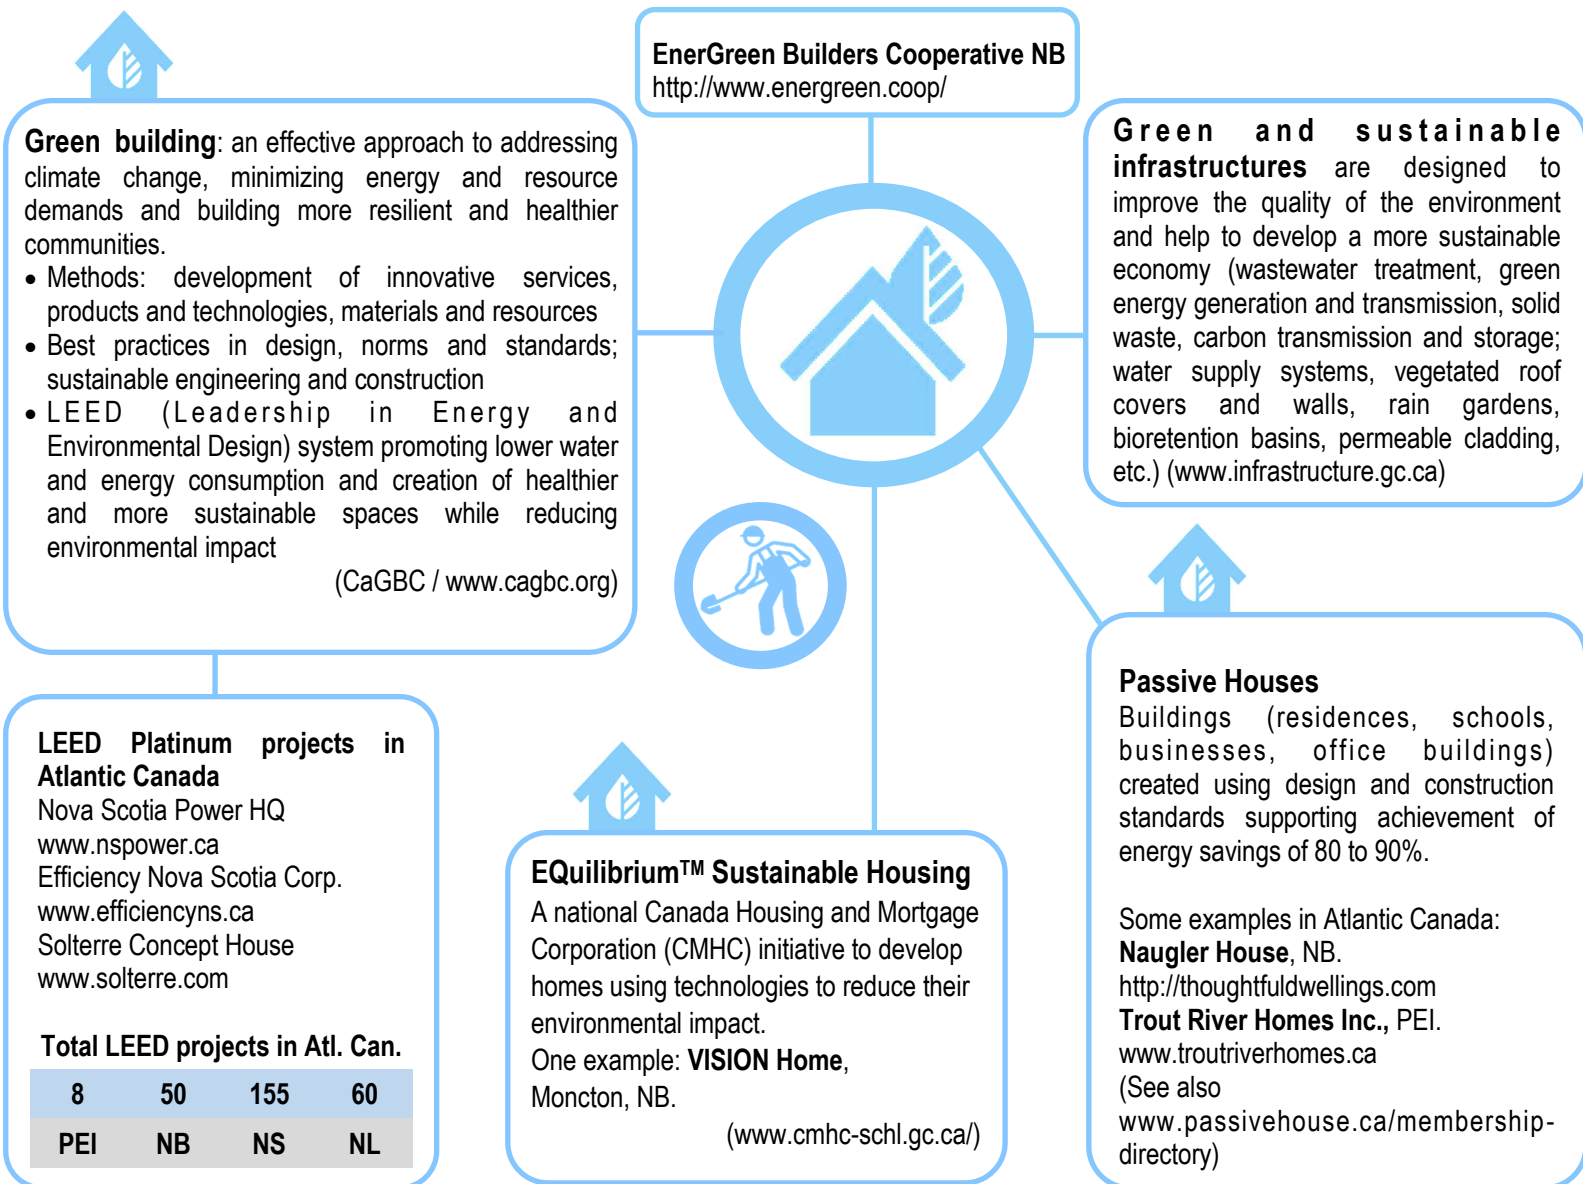 EnerGreen Builders Cooperative NB
http://www.energreen.coop/
Green building: an effective approach to addressing
climate change, minimizing energy and resource
demands and building more resilient and healthier
communities.
• Methods: development of innovative services,
products and technologies, materials and resources
• Best practices in design, norms and standards;
sustainable engineering and construction
• LEED (Leadership in Energy and
Environmental Design) system promoting lower water
and energy consumption and creation of healthier
and more sustainable spaces while reducing
environmental impact
(CaGBC / www.cagbc.org)
Green and sustainable
infrastructures are designed to
improve the quality of the environment
and help to develop a more sustainable
economy (wastewater treatment, green
energy generation and transmission, solid
waste, carbon transmission and storage;
water supply systems, vegetated roof
covers and walls, rain gardens,
bioretention basins, permeable cladding,
etc.) (www.infrastructure.gc.ca)
LEED Platinum projects in
Atlantic Canada
Nova Scotia Power HQ
www.nspower.ca
Efficiency Nova Scotia Corp.
www.efficiencyns.ca
Solterre Concept House
www.solterre.com
Total LEED projects in Atl. Can.
8 50 155 60
PEI NB NS NL
EQuilibrium™ Sustainable Housing
A national Canada Housing and Mortgage
Corporation (CMHC) initiative to develop
homes using technologies to reduce their
environmental impact.
One example: VISION Home,
Moncton, NB.
(www.cmhc-schl.gc.ca/)
Passive Houses
Buildings (residences, schools,
businesses, office buildings)
created using design and construction
standards supporting achievement of
energy savings of 80 to 90%.
Some examples in Atlantic Canada:
Naugler House, NB.
http://thoughtfuldwellings.com
Trout River Homes Inc., PEI.
www.troutriverhomes.ca
(See also
www.passivehouse.ca/membership-
directory)